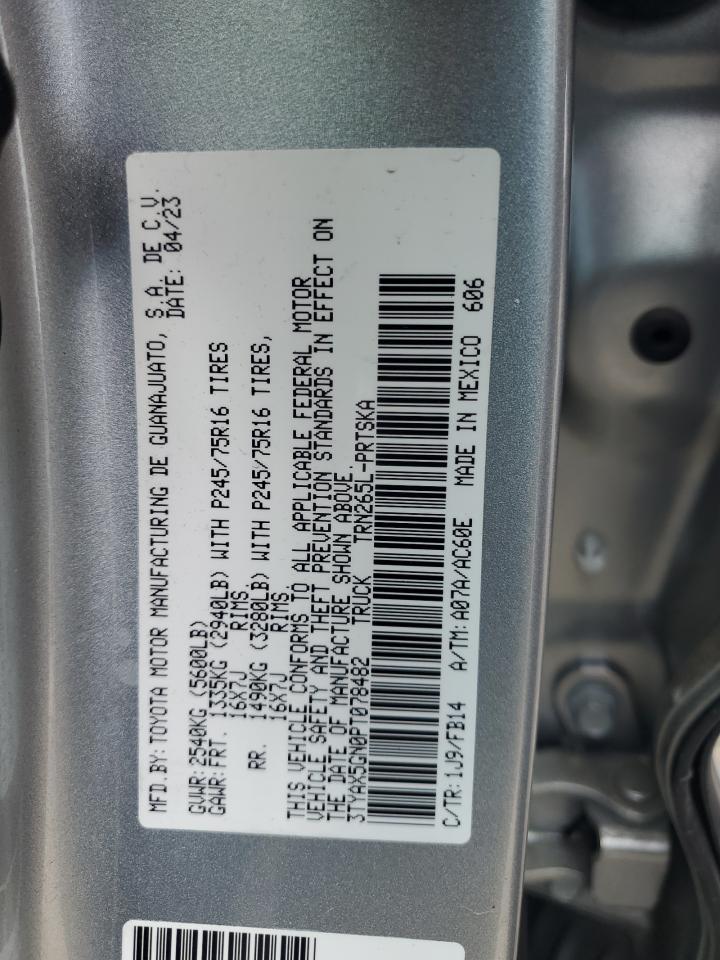 MFD.BY:TOYOTA MOTOR MANUFACTURING DE GUANAJUATO, S.A. DE C.V.
DATE: 04/23
GVWR:2540KG (5600LB)
GAWR:FRT. 1335KG (2940LB) WITH P245/75R16 TIRES
16X7J RIMS.
RR. 1490KG (3280LB) WITH P245/75R16 TIRES,
16X7J RIMS.
THIS VEHICLE CONFORMS TO ALL APPLICABLE FEDERAL MOTOR
VEHICLE SAFETY AND THEFT PREVENTION STANDARDS IN EFFECT ON
THE DATE OF MANUFACTURE SHOWN ABOVE.
3TYAX5GN0PT078482 TRUCK TRN265L-PRTSKA
C/TR:1J9/FB14 A/TM:A07A/AC60E MADE IN MEXICO 606